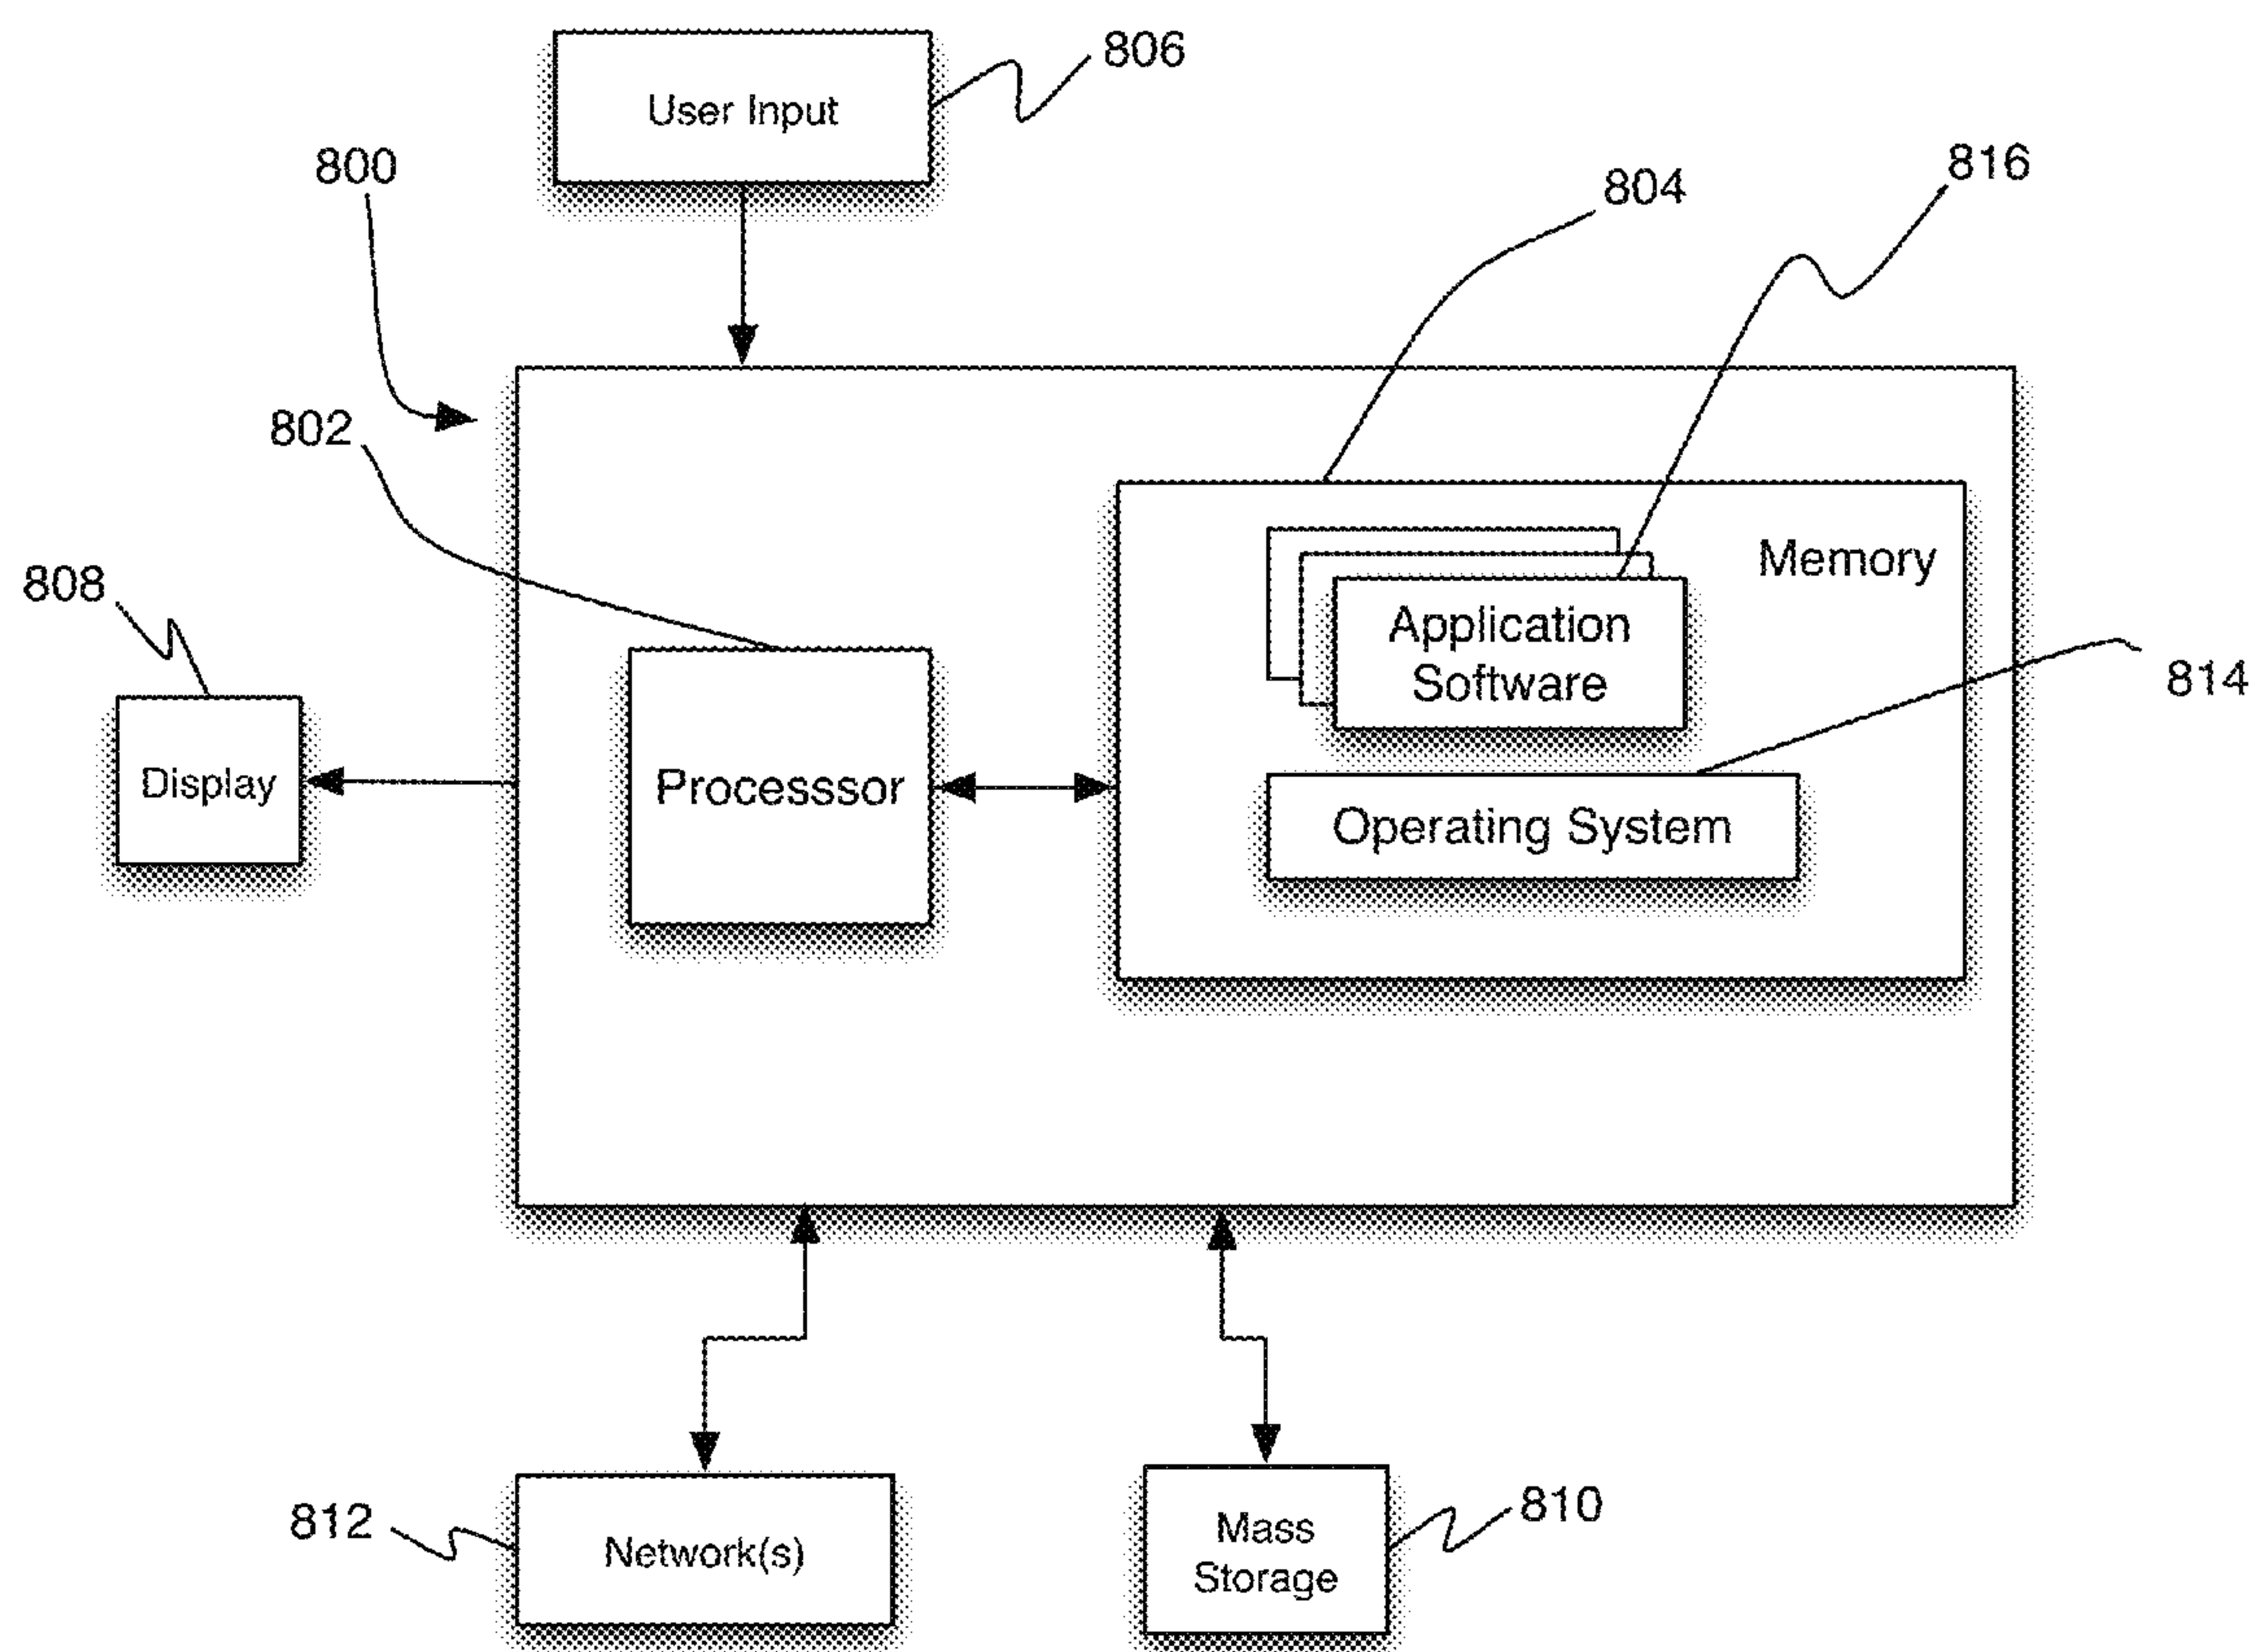 806
User Input
800
816
804
802
Memory
808
Application
Software
814
Display
Processsor
Operating System
812
Network(s)
810
Mass
Storage